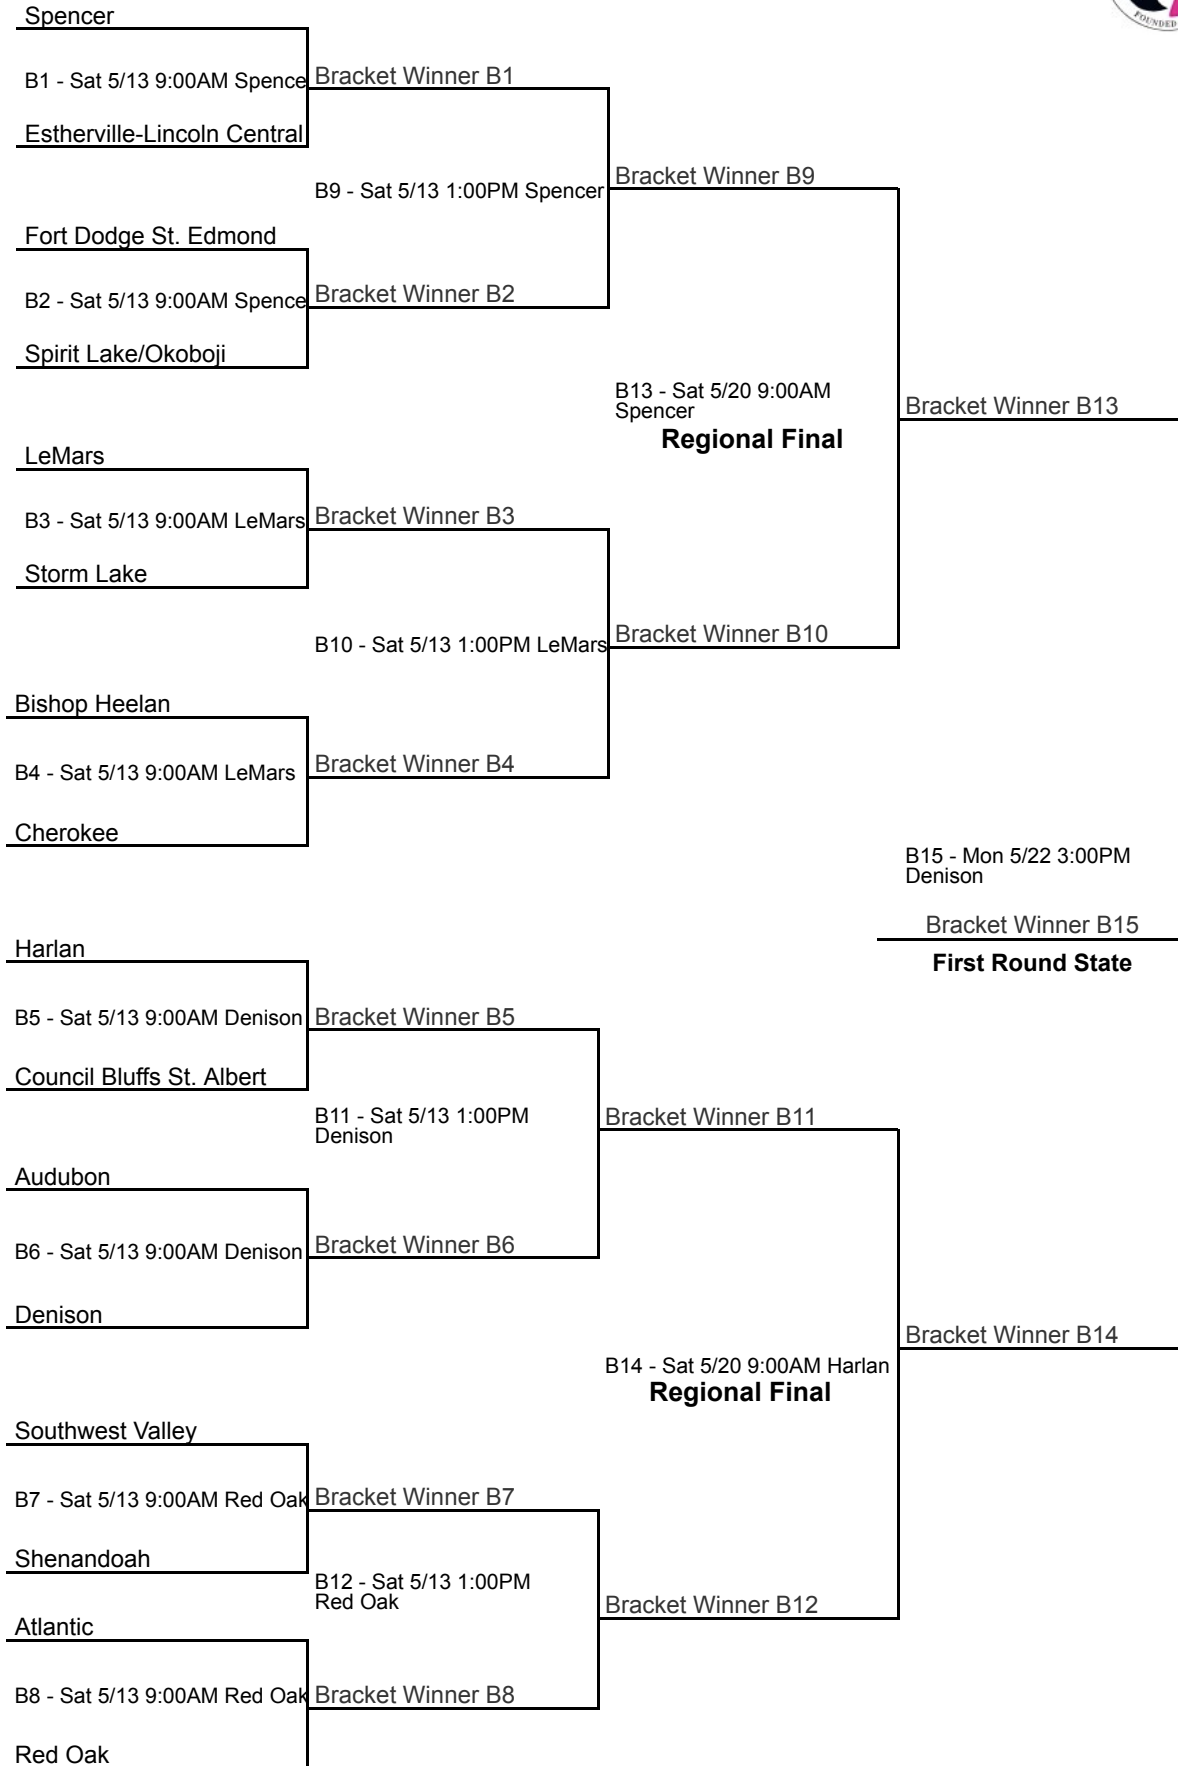 Spencer
FOUNDED
B1 - Sat 5/13 9:00AM Spence
Bracket Winner B1
Estherville-Lincoln Central
Bracket Winner B9
B9 - Sat 5/13 1:00PM Spencer
Fort Dodge St. Edmond
B2 - Sat 5/13 9:00AM Spence
Bracket Winner B2
Spirit Lake/Okoboji
B13 - Sat 5/20 9:00AM
Spencer
Regional Final
Bracket Winner B13
LeMars
B3 - Sat 5/13 9:00AM LeMars
Bracket Winner B3
Storm Lake
B10 - Sat 5/13 1:00PM LeMars
Bracket Winner B10
Bishop Heelan
B4 - Sat 5/13 9:00AM LeMars
Bracket Winner B4
Cherokee
B15 - Mon 5/22 3:00PM
Denison
Bracket Winner B15
First Round State
Harlan
B5 - Sat 5/13 9:00AM Denison
Bracket Winner B5
Council Bluffs St. Albert
B11 - Sat 5/13 1:00PM
Denison
Bracket Winner B11
Audubon
B6 - Sat 5/13 9:00AM Denison
Bracket Winner B6
Denison
Bracket Winner B14
B14 - Sat 5/20 9:00AM Harlan
Regional Final
Southwest Valley
B7 - Sat 5/13 9:00AM Red Oak
Bracket Winner B7
Shenandoah
B12 - Sat 5/13 1:00PM
Red Oak
Bracket Winner B12
Atlantic
B8 - Sat 5/13 9:00AM Red Oak
Bracket Winner B8
Red Oak